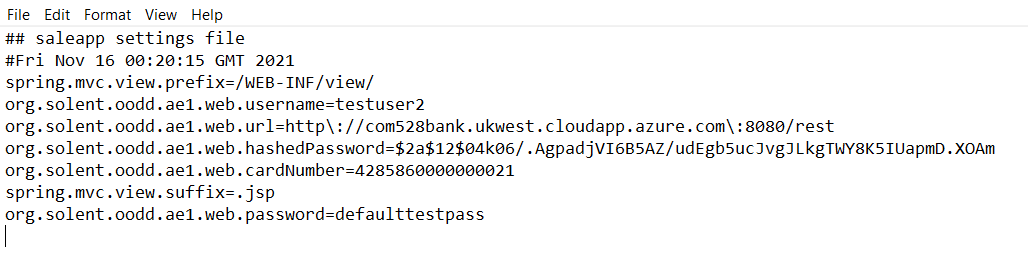 File Edit Format View Help
## saleapp settings file
#Fri Nov 16 00:20:15 GMT 2021
spring.mvc.view.prefix=/WEB-INF/view/
org.solent.oodd.ae1.web.username=testuser2
org.solent.oodd.ae1.web.url=http\://com528bank.ukwest.cloudapp.azure.com\:8080/rest
org.solent.oodd.ae1.web.hashedPassword=$2a$12$04k06/.AgpadjVI6B5AZ/udEgb5ucJvgJLkgTWY8K5IUapmD.XOAm
org.solent.oodd.ae1.web.cardNumber=4285860000000021
spring.mvc.view.suffix=.jsp
org.solent.oodd.ae1.web.password=defaulttestpass